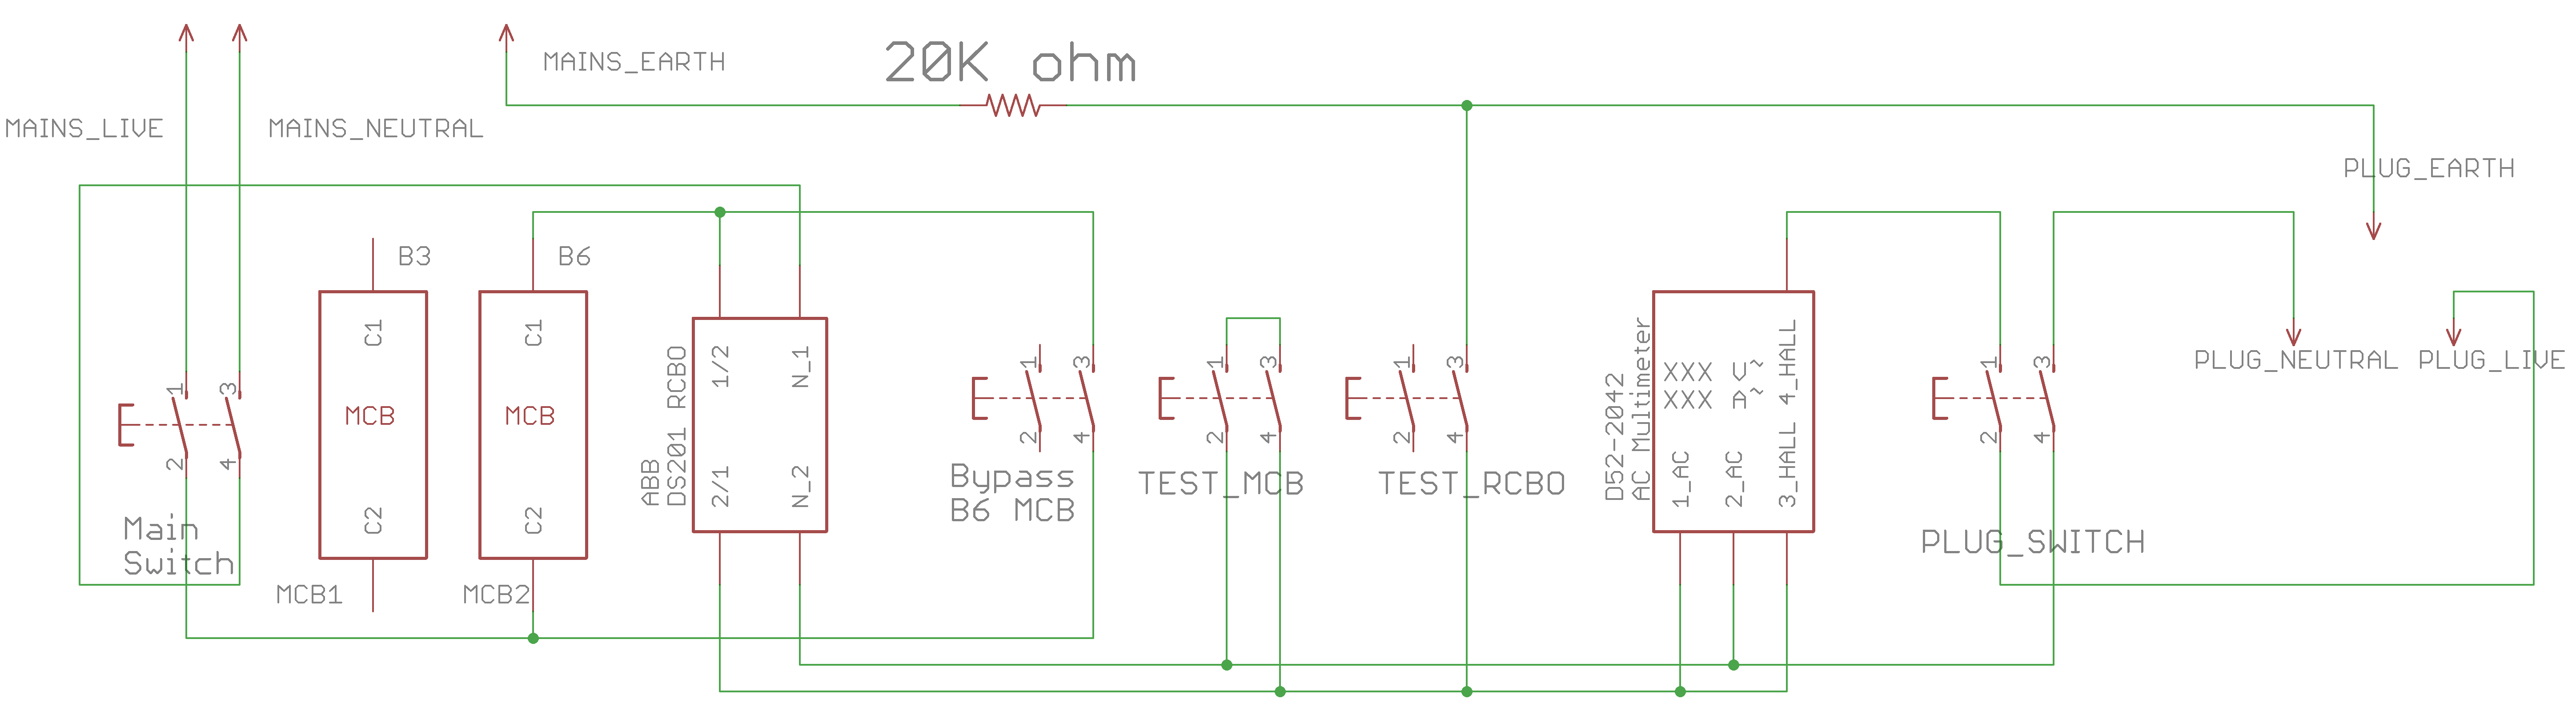 MAINS_LIVE
MAINS_NEUTRAL
MAINS_EARTH
20K ohm
PLUG_EARTH
PLUG_NEUTRAL
PLUG_LIVE
1
3
2
4
Main
Switch
B3
C1
MCB
C2
MCB1
B6
C1
MCB
C2
MCB2
ABB
DS201 RCBO
1/2
N_1
2/1
N_2
1
3
2
4
Bypass
B6 MCB
1
3
2
4
TEST_MCB
1
3
2
4
TEST_RCBO
D52-2042
AC Multimeter
XXX V~
XXX A~
4_HALL
1_AC
2_AC
3_HALL
1
3
2
4
PLUG_SWITCH